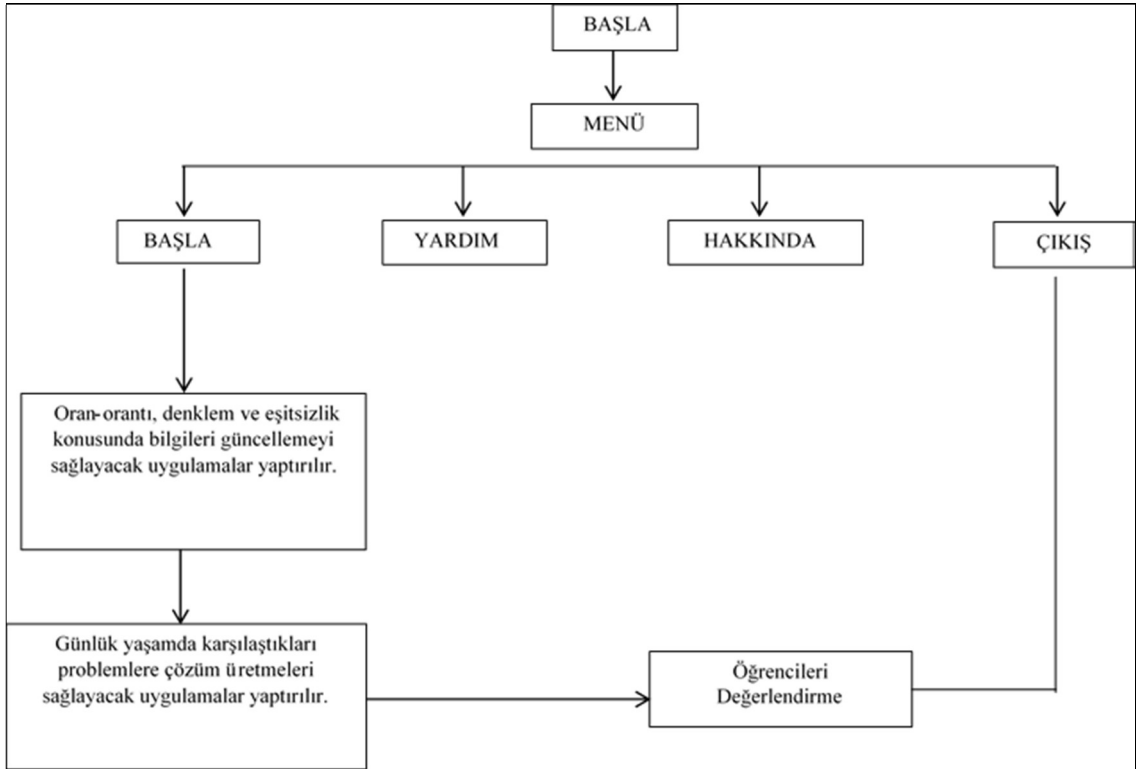 BAŞLA
MENÜ
BAŞLA
YARDIM
HAKKINDA
ÇIKIŞ
Oran-orantı, denklem ve eşitsizlik
konusunda bilgileri güncellemeyi
sağlayacak uygulamalar yaptırılır.
Günlük yaşamda karşılaştıkları
problemlere çözüm üretmeleri
sağlayacak uygulamalar yaptırılır.
Öğrencileri
Değerlendirme